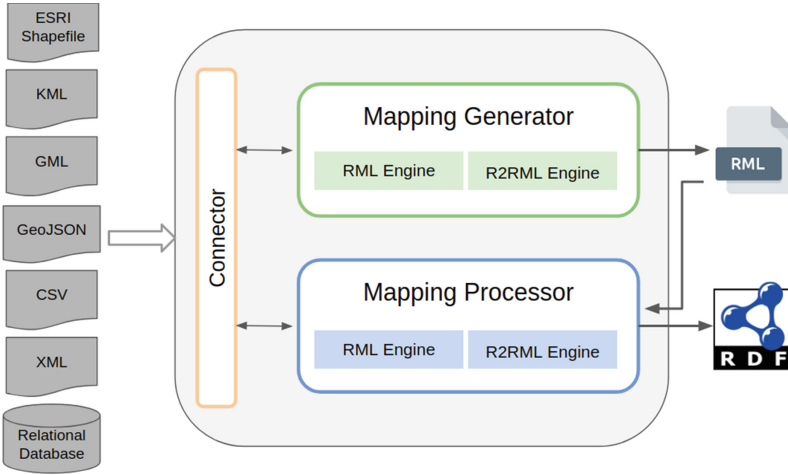 ESRI
Shapefile
KML
GML
GeoJSON
CSV
XML
Relational
Database
Connector
Mapping Generator
RML Engine
R2RML Engine
Mapping Processor
RML Engine
R2RML Engine
RML
RDF